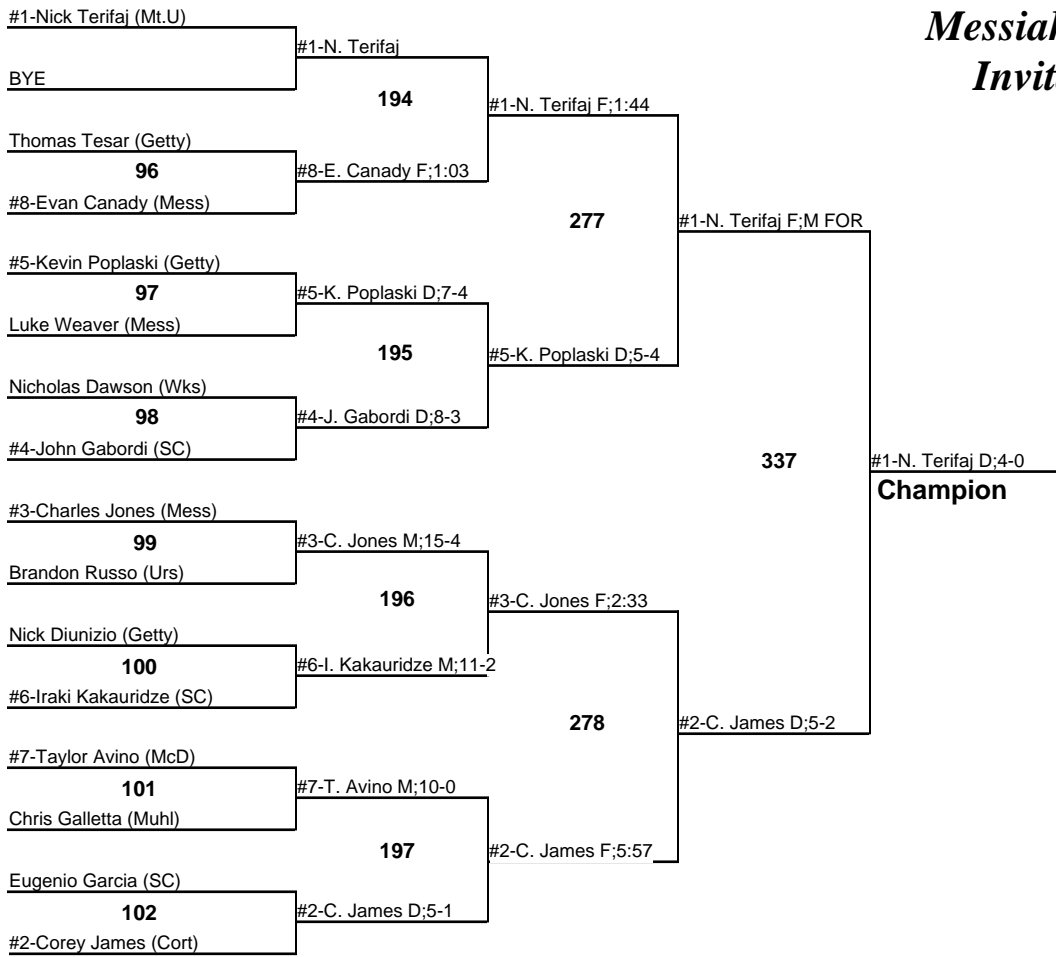 #1-Nick Terifaj (Mt.U)
BYE
Thomas Tesar (Getty)
96
#8-Evan Canady (Mess)
#5-Kevin Poplaski (Getty)
97
Luke Weaver (Mess)
Nicholas Dawson (Wks)
98
#4-John Gabordi (SC)
#3-Charles Jones (Mess)
99
Brandon Russo (Urs)
Nick Diunizio (Getty)
100
#6-Iraki Kakauridze (SC)
#7-Taylor Avino (McD)
101
Chris Galletta (Muhl)
Eugenio Garcia (SC)
102
#2-Corey James (Cort)
#1-N. Terifaj
194
#8-E. Canady F;1:03
#5-K. Poplaski D;7-4
195
#4-J. Gabordi D;8-3
#3-C. Jones M;15-4
196
#6-I. Kakauridze M;11-2
#7-T. Avino M;10-0
197
#2-C. James D;5-1
#1-N. Terifaj F;1:44
277
#5-K. Poplaski D;5-4
#3-C. Jones F;2:33
278
#2-C. James F;5:57
#1-N. Terifaj F;M FOR
337
#2-C. James D;5-2
#1-N. Terifaj D;4-0
Champion
Messiah
Invit